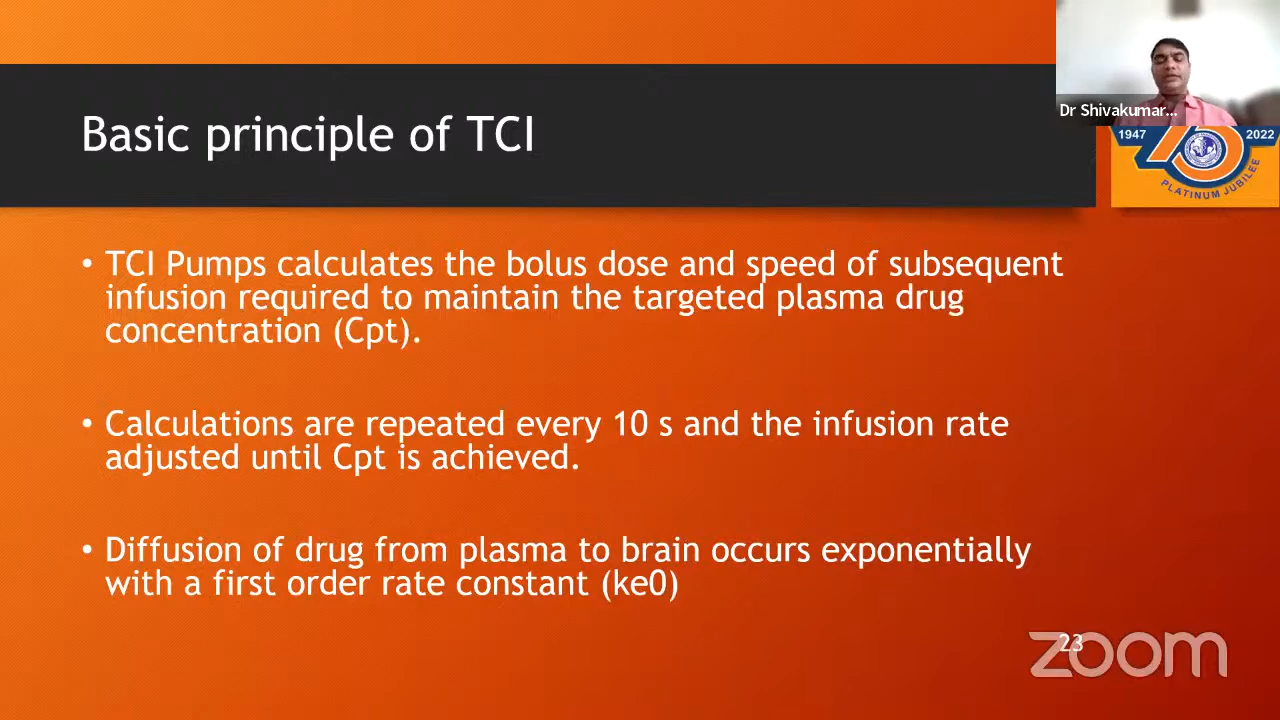 Basic principle of TCI
Dr Shivakumar...
1947
75
2022
PLATINUM JUBILEE
• TCI Pumps calculates the bolus dose and speed of subsequent
infusion required to maintain the targeted plasma drug
concentration (Cpt).
• Calculations are repeated every 10 s and the infusion rate
adjusted until Cpt is achieved.
• Diffusion of drug from plasma to brain occurs exponentially
with a first order rate constant (ke0)
23
zoom